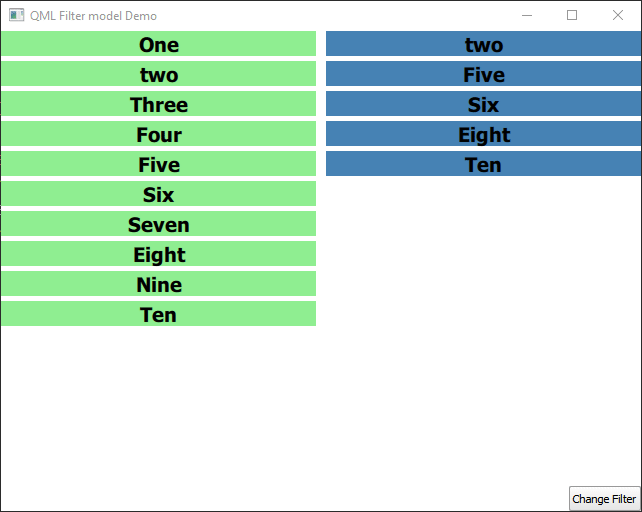 QML Filter model Demo
One
two
Three
Four
Five
Six
Seven
Eight
Nine
Ten
two
Five
Six
Eight
Ten
Change Filter